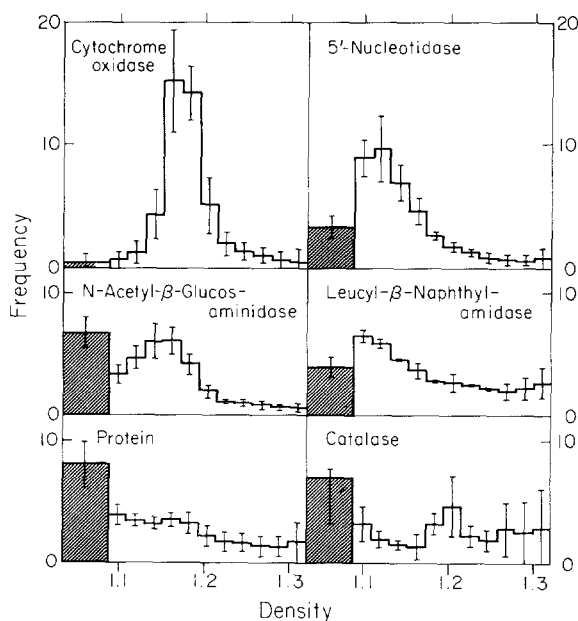 20
10
0
Cytochrome
oxidase
5'-Nucleotidase
20
10
0
Frequency
10
0
N-Acetyl-β-Glucos-
aminidase
Leucyl-β-Naphthyl-
amidase
10
0
10
0
Protein
Catalase
10
0
1.1 1.2 1.3
1.1 1.2 1.3
Density